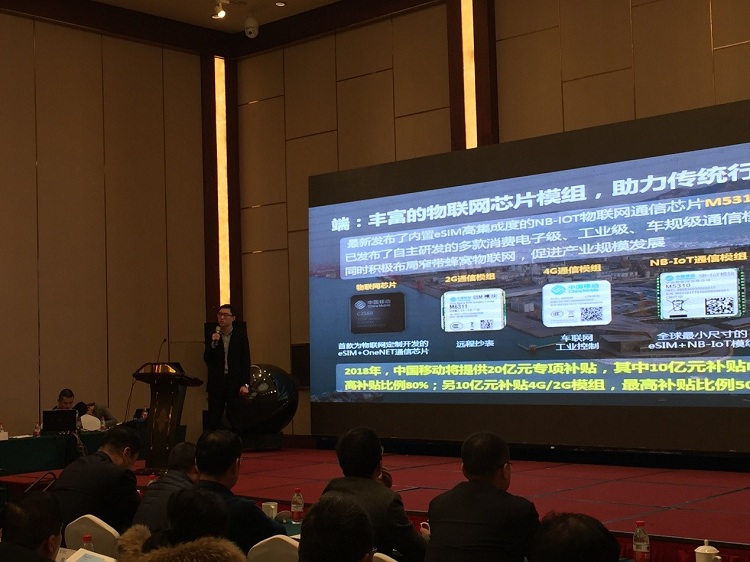 端：丰富的物联网芯片模组，助力传统行
最新发布了内置eSIM高集成度的NB-IOT物联网通信芯片M531
已发布了自主研发的多款消费电子级、工业级、车规级通信模
同时积极布局窄带蜂窝物联网，促进产业规模发展
物联网芯片 2G通信模组 4G通信模组 NB-IoT通信模组
中国移动
China Mobile
M6311
中国移动
M5310
首款为物联网定制开发的
eSIM+OneNET通信芯片
远程抄表
车联网
工业控制
全球最小尺寸的
eSIM+NB-IoT模组
2018年，中国移动将提供20亿元专项补贴，其中10亿元补贴
高补贴比例80%；另10亿元补贴4G/2G模组，最高补贴比例50